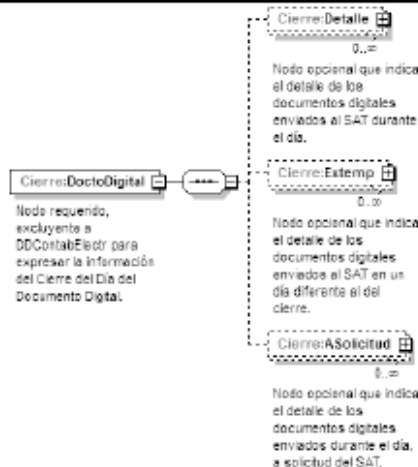 Cierre:DoctoDigital
Nodo requerido,
excluyente a
DDContabElectr para
expresar la información
del Cierre del Día del
Documento Digital.
Cierre:Detalle
0..∞
Nodo opcional que indica
el detalle de los
documentos digitales
enviados al SAT durante
el día.
Cierre:Extemp
0..∞
Nodo opcional que indica
el detalle de los
documentos digitales
enviados al SAT en un
día diferente al del
cierre.
Cierre:ASolicitud
0..∞
Nodo opcional que indica
el detalle de los
documentos digitales
enviados durante el día,
a solicitud del SAT.